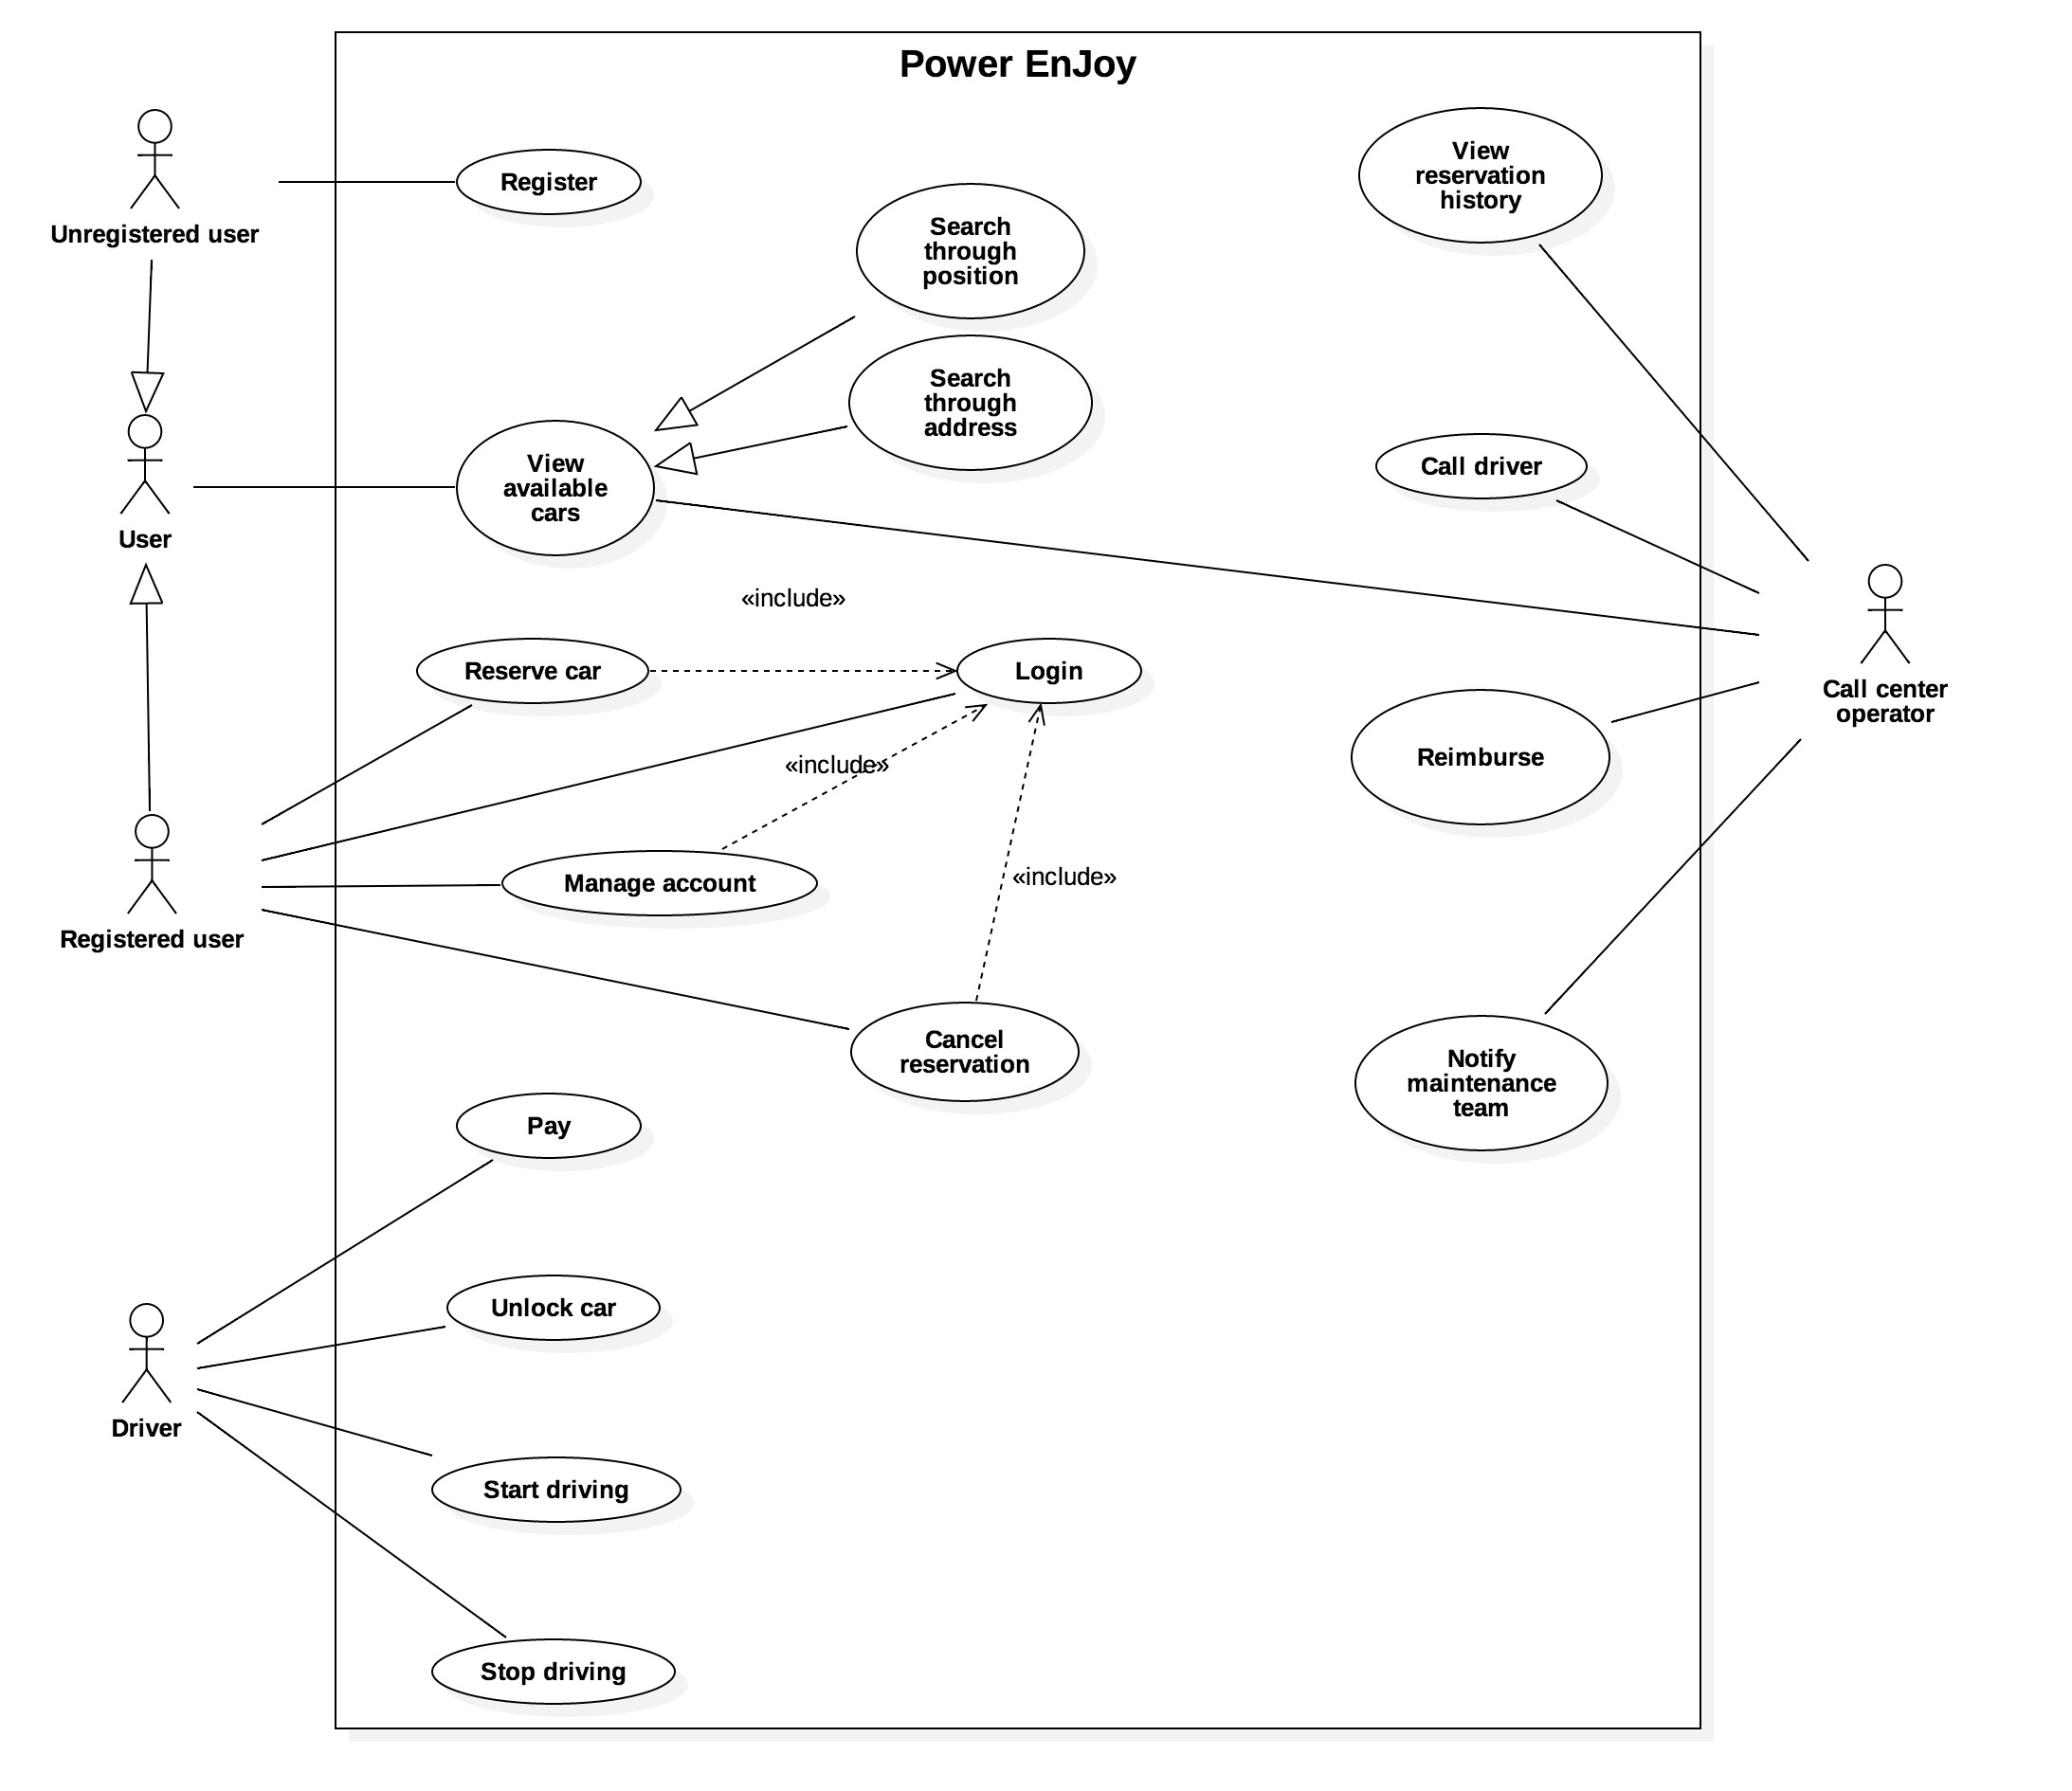 Power EnJoy
Unregistered user
Register
Search
through
position
View
reservation
history
Search
through
address
User
View
available
cars
Call driver
«include»
Reserve car
Login
Call center
operator
«include»
Reimburse
Registered user
Manage account
«include»
Cancel
reservation
Notify
maintenance
team
Pay
Unlock car
Driver
Start driving
Stop driving